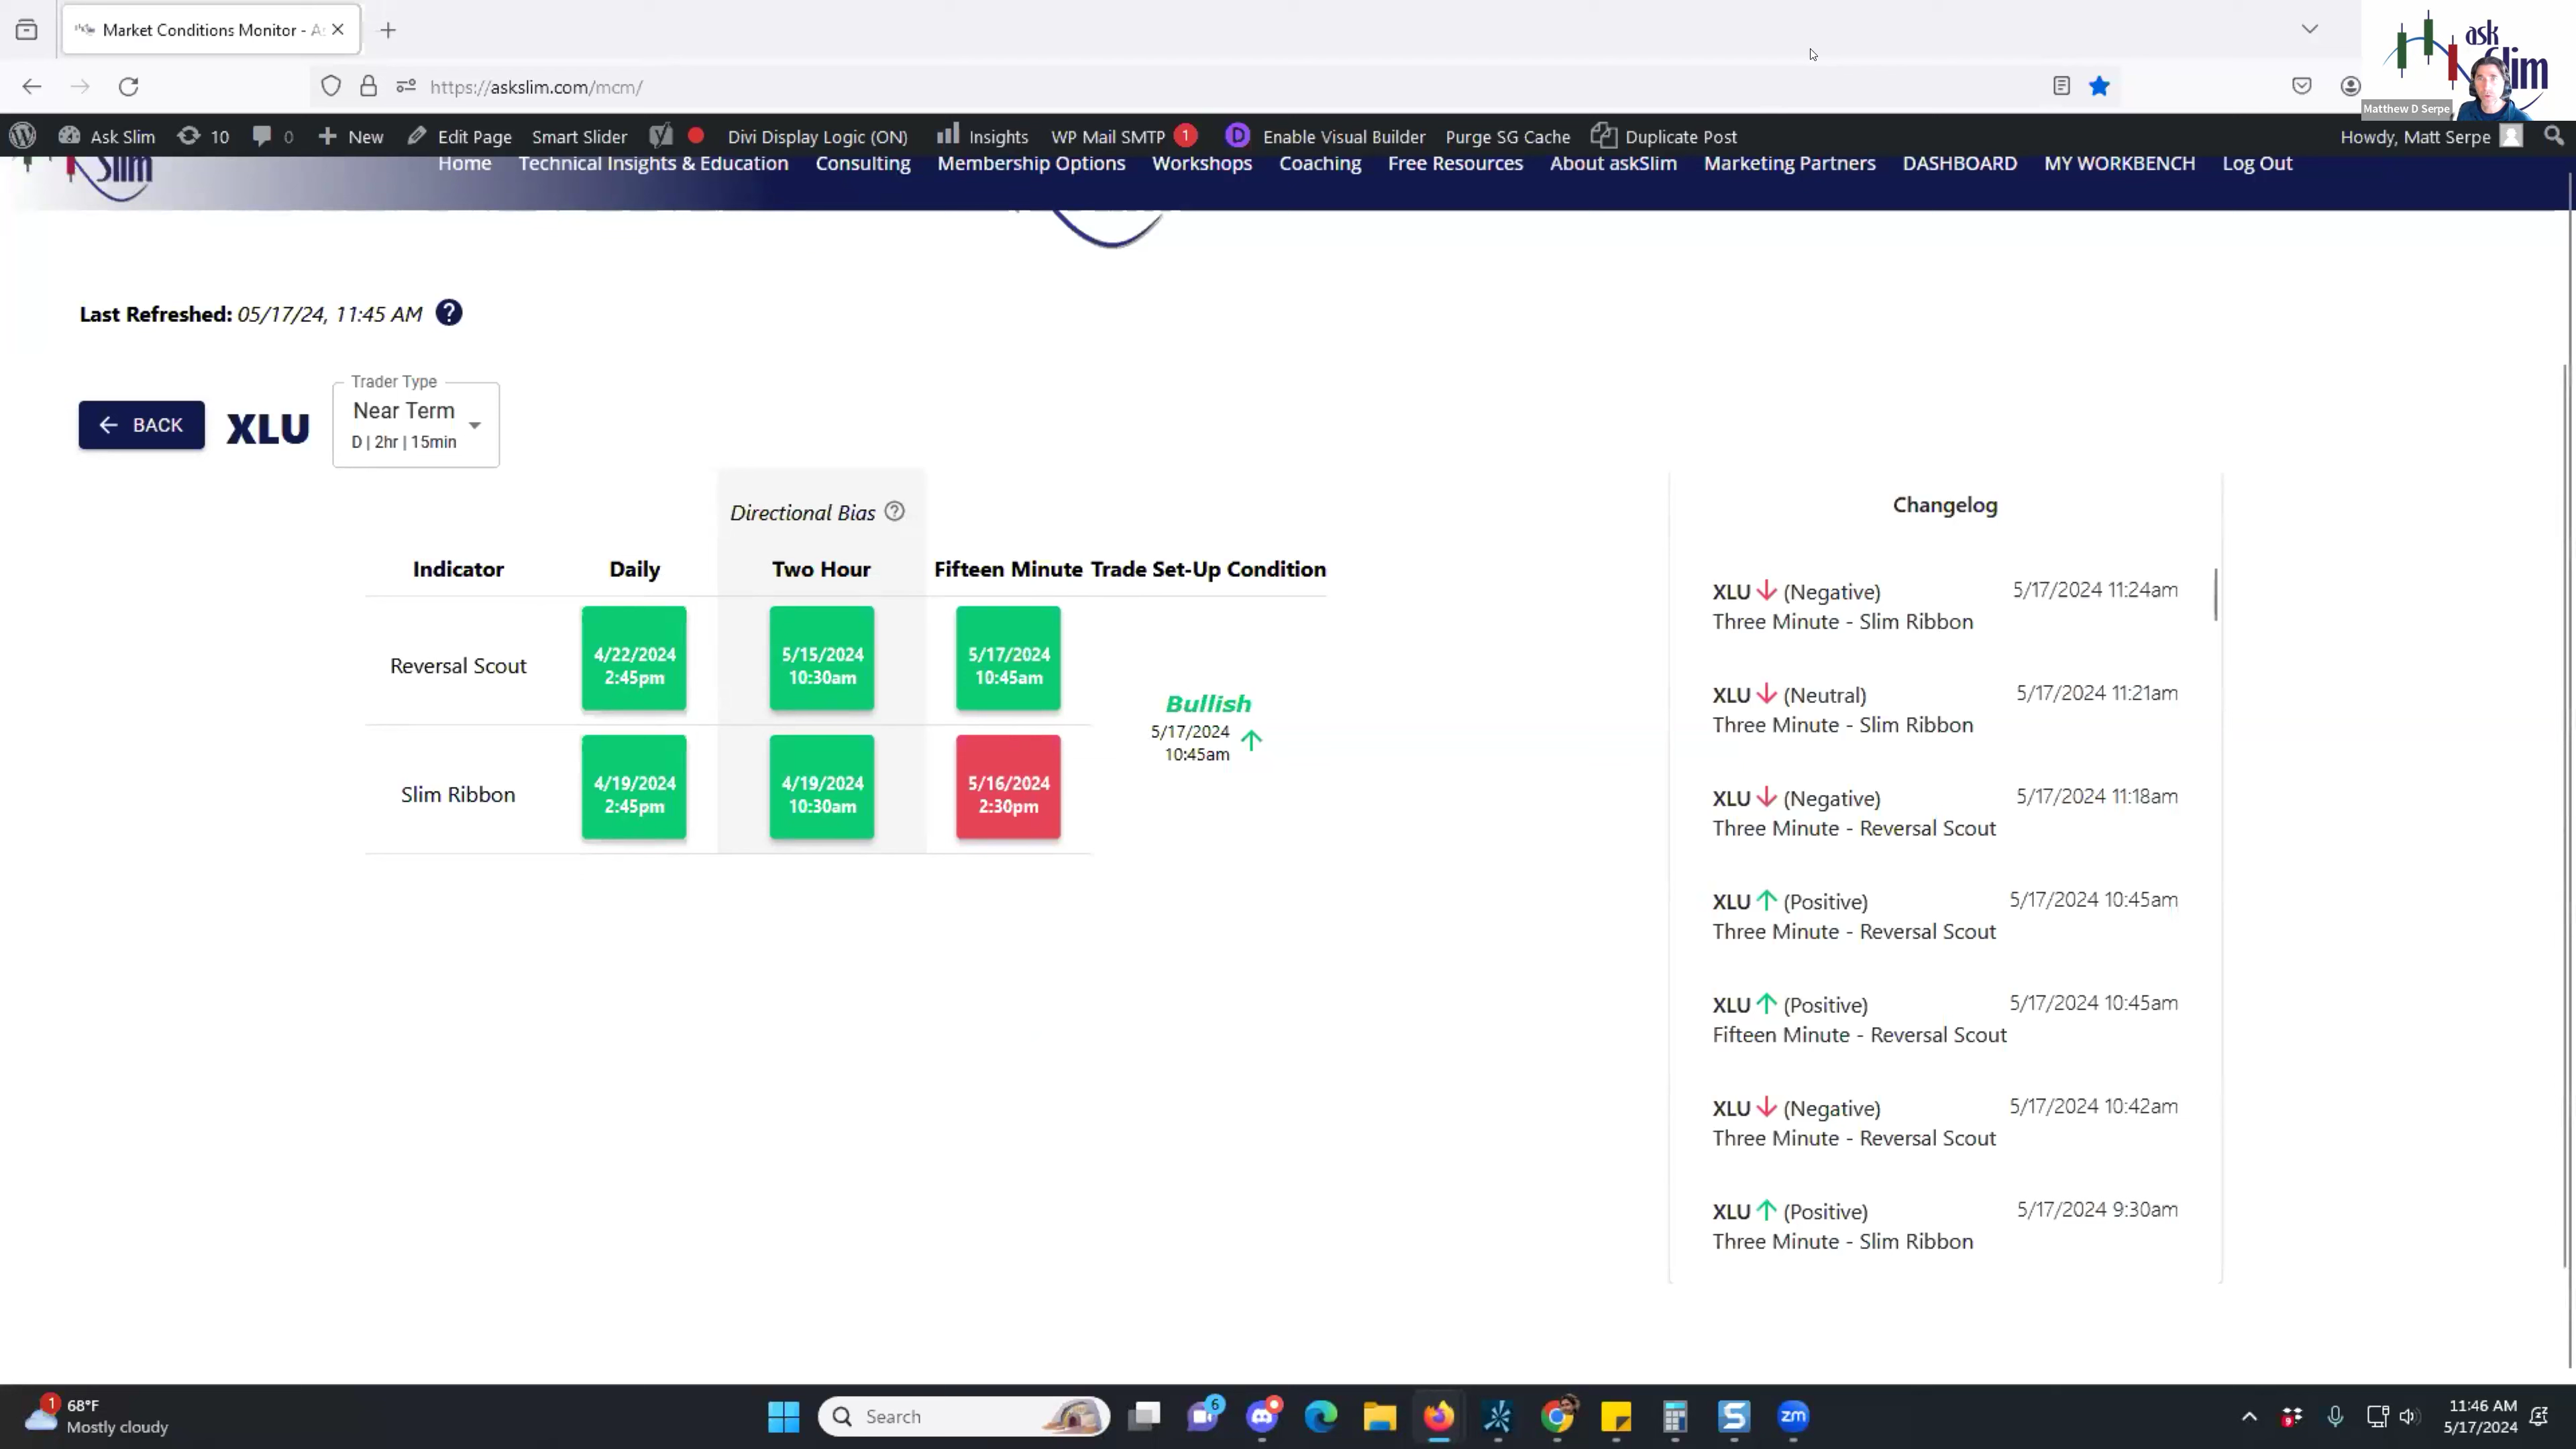 Market Conditions Monitor - A
ask
Slim
https://askslim.com/mcm/
Matthew D Serpe
Ask Slim 10 0 New Edit Page Smart Slider Divi Display Logic (ON) Insights WP Mail SMTP 1 D Enable Visual Builder Purge SG Cache Duplicate Post Howdy, Matt Serpe
Slim
Home Technical Insights & Education Consulting Membership Options Workshops Coaching Free Resources About askSlim Marketing Partners DASHBOARD MY WORKBENCH Log Out
Last Refreshed: 05/17/24, 11:45 AM ?
Trader Type
BACK XLU Near Term
D | 2hr | 15min
Directional Bias ?
Indicator Daily Two Hour Fifteen Minute Trade Set-Up Condition
Reversal Scout
4/22/2024
2:45pm
5/15/2024
10:30am
5/17/2024
10:45am
Bullish
5/17/2024
10:45am
Slim Ribbon
4/19/2024
2:45pm
4/19/2024
10:30am
5/16/2024
2:30pm
Changelog
XLU (Negative) 5/17/2024 11:24am
Three Minute - Slim Ribbon
XLU (Neutral) 5/17/2024 11:21am
Three Minute - Slim Ribbon
XLU (Negative) 5/17/2024 11:18am
Three Minute - Reversal Scout
XLU (Positive) 5/17/2024 10:45am
Three Minute - Reversal Scout
XLU (Positive) 5/17/2024 10:45am
Fifteen Minute - Reversal Scout
XLU (Negative) 5/17/2024 10:42am
Three Minute - Reversal Scout
XLU (Positive) 5/17/2024 9:30am
Three Minute - Slim Ribbon
1
68°F
Mostly cloudy
Search
6
S
zm
9
11:46 AM
5/17/2024